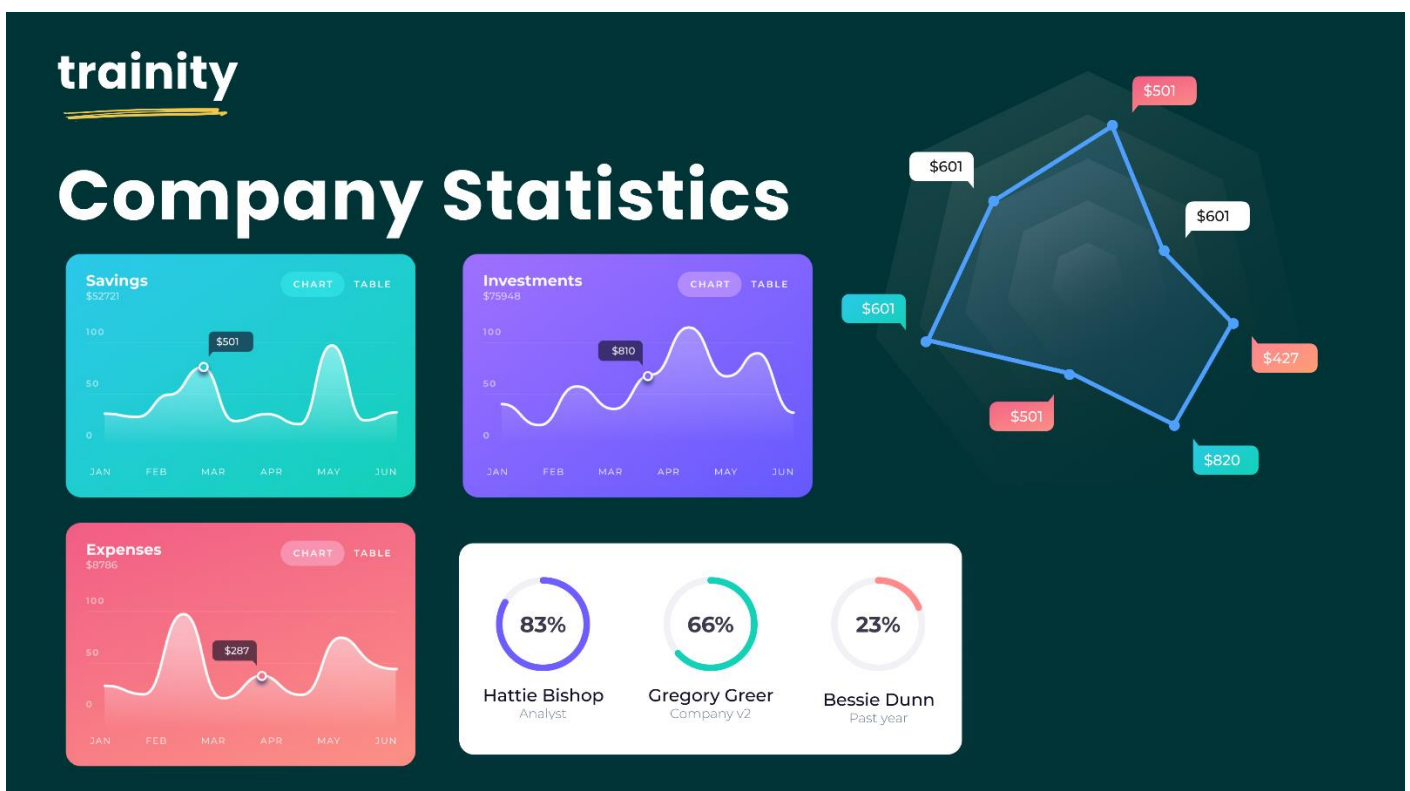 trainity
Company Statistics
Savings
$52721
CHART TABLE
100
$501
50
0
JAN FEB MAR APR MAY JUN
Investments
$75948
CHART TABLE
100
$810
50
0
JAN FEB MAR APR MAY JUN
$501
$601
$601
$601
$427
$501
$820
Expenses
$8786
CHART TABLE
100
50
$287
0
JAN FEB MAR APR MAY JUN
83%
Hattie Bishop
Analyst
66%
Gregory Greer
Company v2
23%
Bessie Dunn
Past year